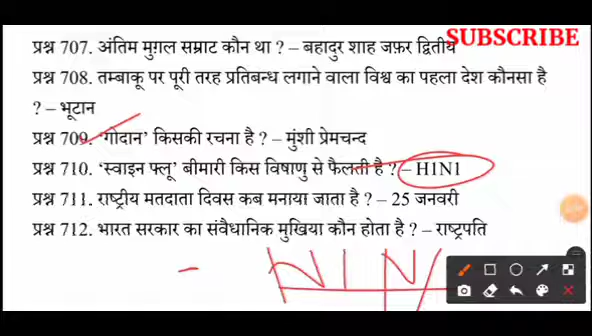 SUBSCRIBE
प्रश्न 707. अंतिम मुग़ल सम्राट कौन था ? – बहादुर शाह जफ़र द्वितीय
प्रश्न 708. तम्बाकू पर पूरी तरह प्रतिबन्ध लगाने वाला विश्व का पहला देश कौनसा है
? – भूटान
प्रश्न 709. ‘गोदान’ किसकी रचना है ? – मुंशी प्रेमचन्द
प्रश्न 710. ‘स्वाइन फ्लू’ बीमारी किस विषाणु से फैलती है ? – H1N1
प्रश्न 711. राष्ट्रीय मतदाता दिवस कब मनाया जाता है ? – 25 जनवरी
प्रश्न 712. भारत सरकार का संवैधानिक मुखिया कौन होता है ? – राष्ट्रपति